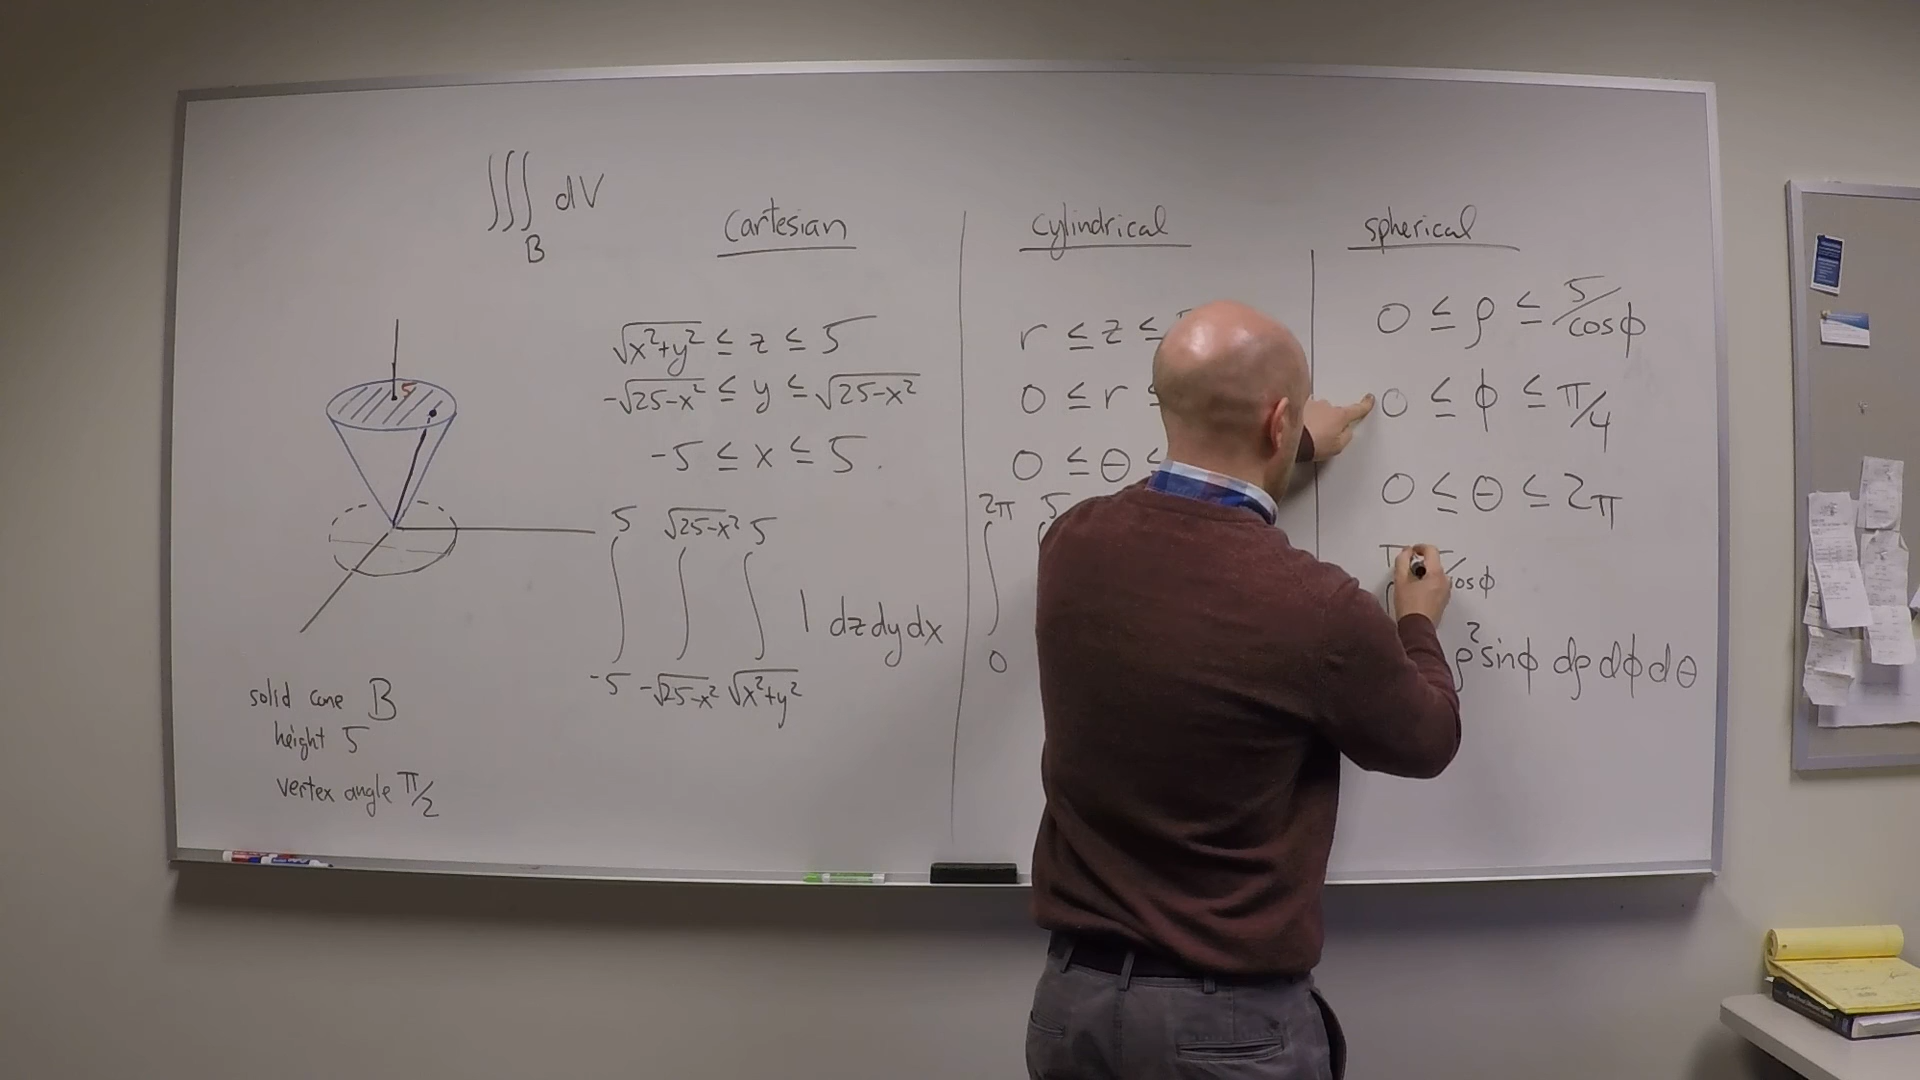 ∭ dV
B
5
solid cone B
height 5
vertex angle π/2
cartesian
√x²+y² ≤ z ≤ 5
-√25-x² ≤ y ≤ √25-x²
-5 ≤ x ≤ 5.
5 √25-x² 5
∫ ∫ ∫ 1 dz dy dx
-5 -√25-x² √x²+y²
cylindrical
r ≤ z ≤
0 ≤ r ≤
0 ≤ θ ≤
2π 5
∫
0
spherical
0 ≤ ρ ≤ 5/cosφ
0 ≤ φ ≤ π/4
0 ≤ θ ≤ 2π
cosφ
ρ²sinφ dρ dφ dθ